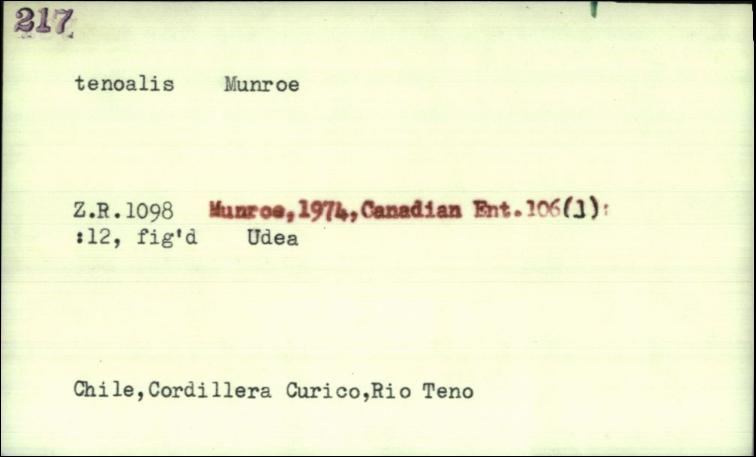 217
tenoalis Munroe
Z.R.1098 Munroe,1974,Canadian Ent.106(1):
:12, fig'd Udea
Chile,Cordillera Curico,Rio Teno